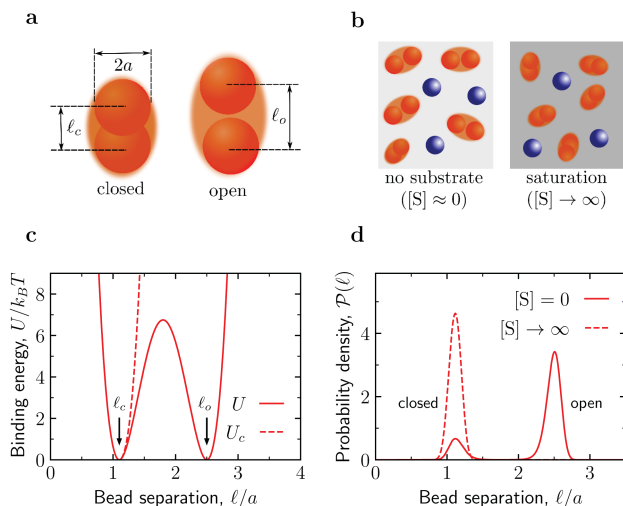 a
2a
ℓc
ℓo
closed
open
b
no substrate
([S] ≈ 0)
saturation
([S] → ∞)
c
Binding energy, U/kBT
8
6
4
2
0
ℓc
ℓo
U
Uc
0 1 2 3 4
Bead separation, ℓ/a
d
Probability density, P(ℓ)
4
2
0
[S] = 0
[S] → ∞
closed
open
0 1 2 3
Bead separation, ℓ/a